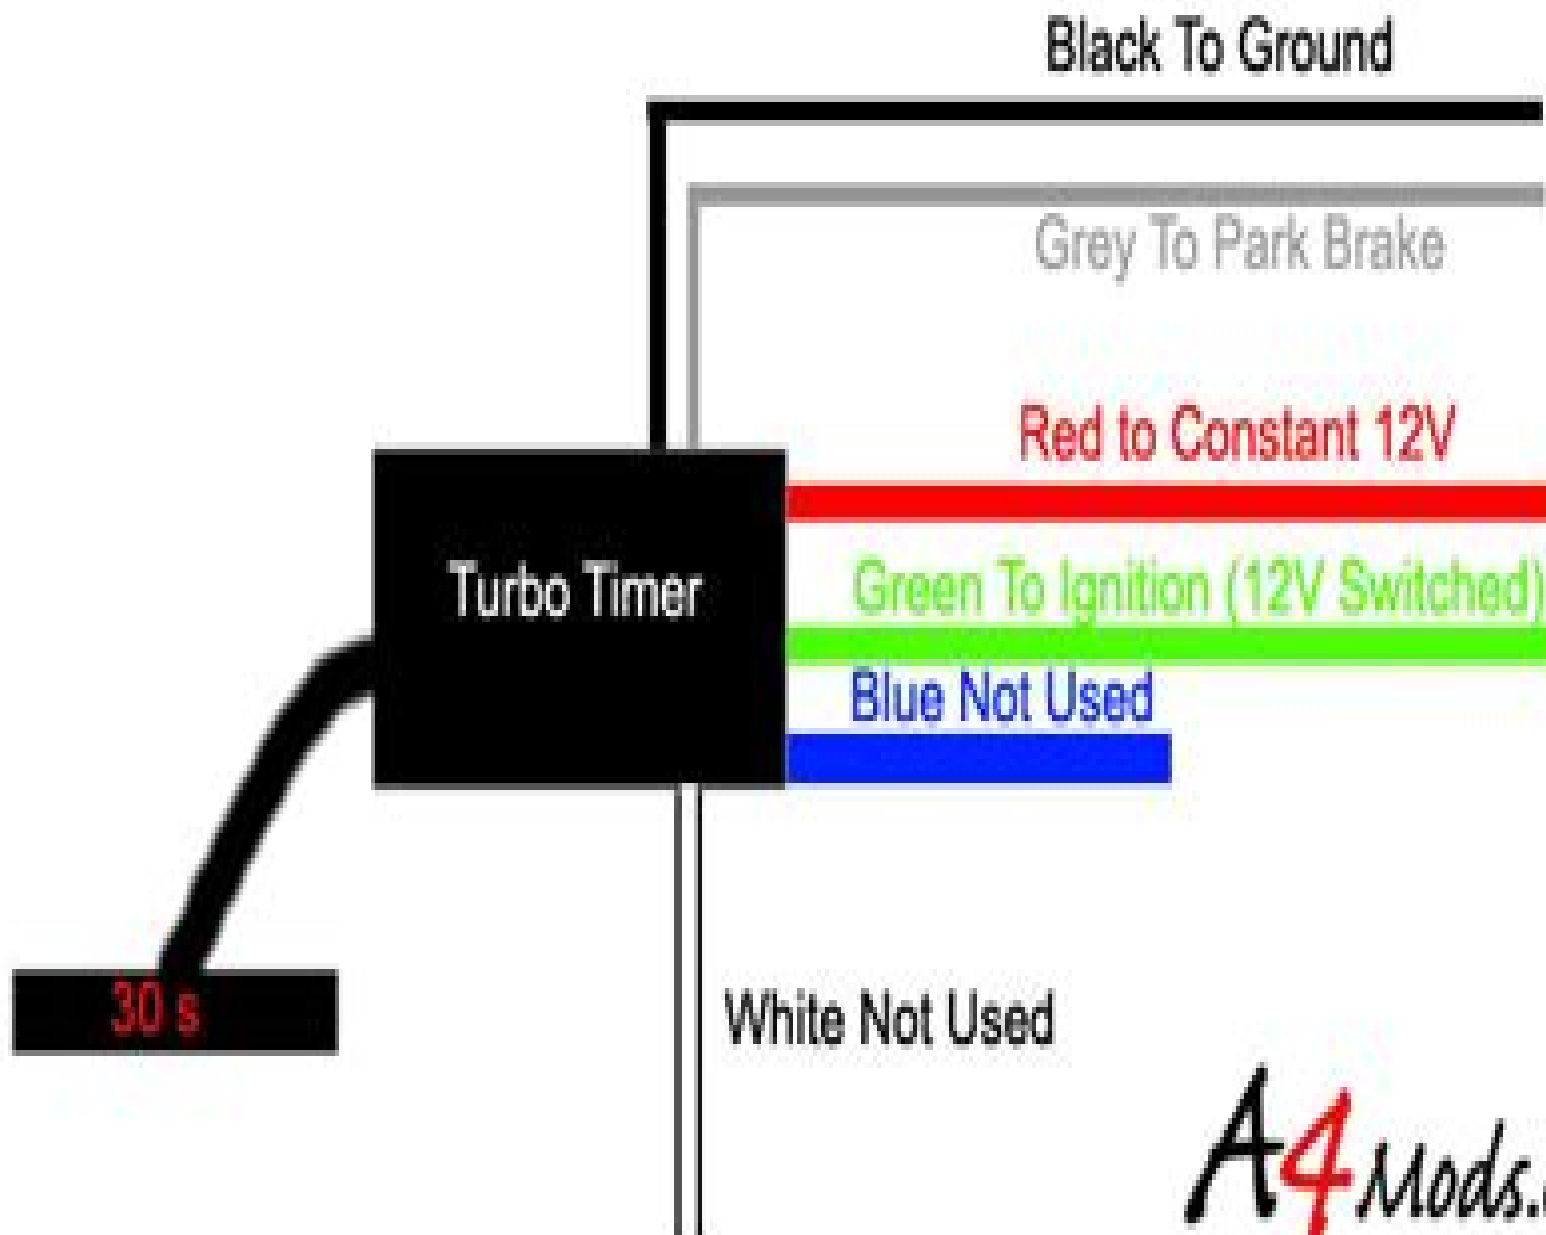 Black To Ground
Grey To Park Brake
Red to Constant 12V
Turbo Timer
Green To Ignition (12V Switched)
Blue Not Used
30 s
White Not Used
A4Mods.